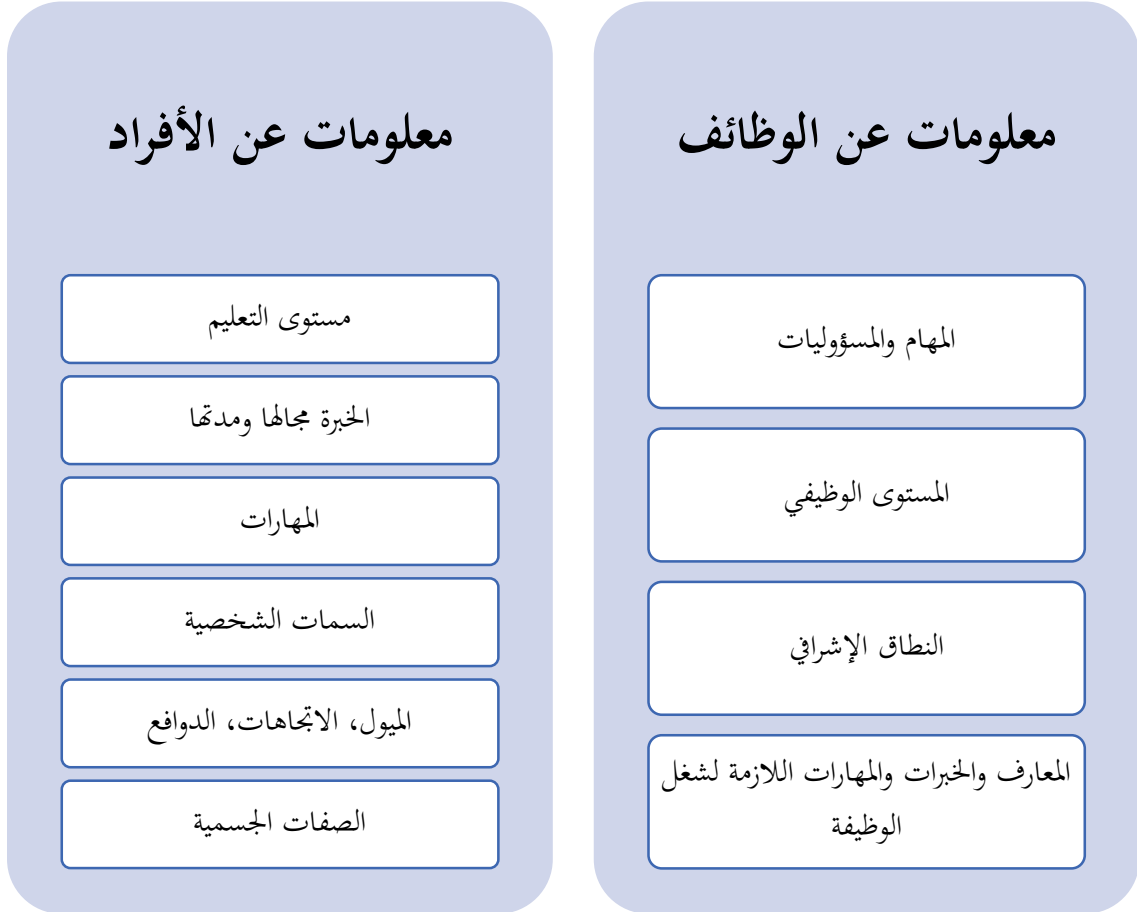 معلومات عن الوظائف
المهام والمسؤوليات
المستوى الوظيفي
النطاق الإشرافي
المعارف والخبرات والمهارات اللازمة لشغل
الوظيفة
معلومات عن الأفراد
مستوى التعليم
الخبرة مجالها ومدتها
المهارات
السمات الشخصية
الميول، الاتجاهات، الدوافع
الصفات الجسمية